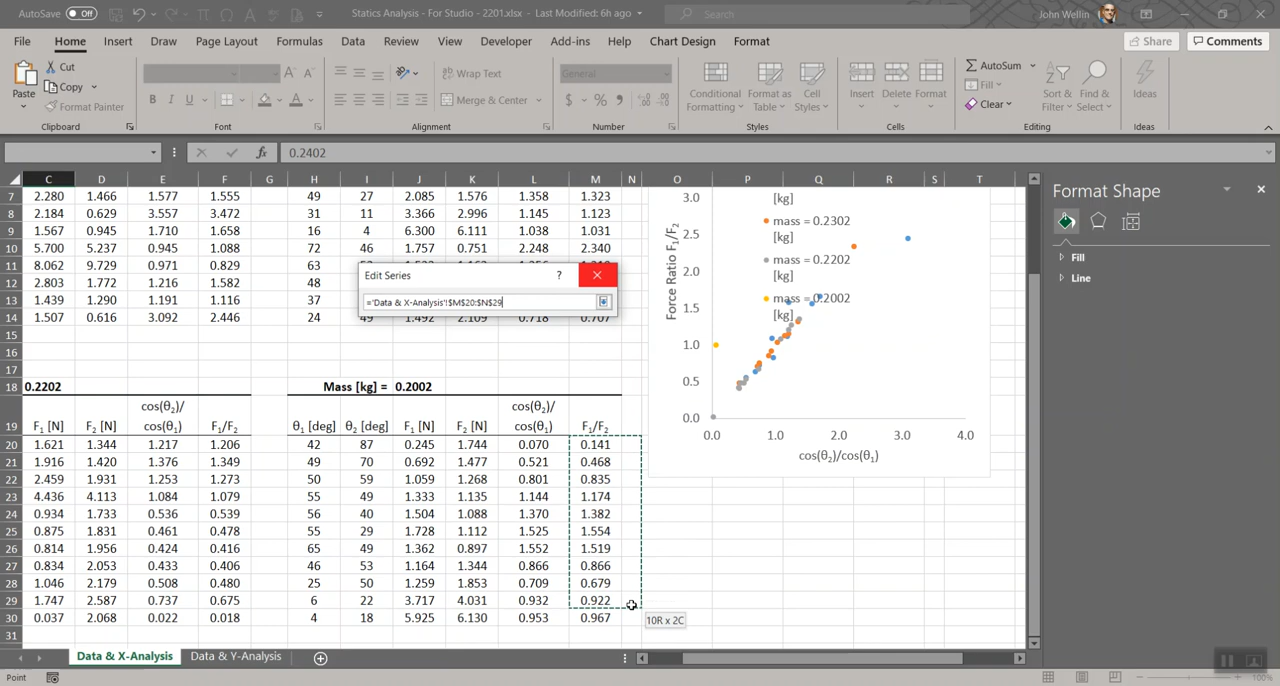 AutoSave Off Statics Analysis - For Studio - 2201.xlsx - Last Modified: 6h ago Search John Wellin
File Home Insert Draw Page Layout Formulas Data Review View Developer Add-ins Help Chart Design Format Share Comments
Paste Cut Copy Format Painter
B I U A A A Wrap Text Merge & Center General $ % 9
Conditional Formatting Format as Table Cell Styles Insert Delete Format
AutoSum Fill Clear Sort & Filter Find & Select Ideas
Clipboard Font Alignment Number Styles Cells Editing Ideas
fx 0.2402
C D E F G H I J K L M N O P Q R S T
7 2.280 1.466 1.577 1.555 49 27 2.085 1.576 1.358 1.323
8 2.184 0.629 3.557 3.472 31 11 3.366 2.996 1.145 1.123
9 1.567 0.945 1.710 1.658 16 4 6.303 6.111 1.038 1.031
10 5.700 5.237 0.945 1.088 72 46 1.757 0.751 2.248 2.340
11 8.062 9.729 0.971 0.829 63
12 2.803 1.772 1.216 1.582 48
13 1.439 1.290 1.191 1.116 37
14 1.507 0.616 3.092 2.446 24 49 1.492 2.109 0.718 0.707
15
16
17
18 0.2202 Mass [kg] = 0.2002
cos(θ₂)/ cos(θ₂)/
19 F₁ [N] F₂ [N] cos(θ₁) F₁/F₂ θ₁ [deg] θ₂ [deg] F₁ [N] F₂ [N] cos(θ₁) F₁/F₂
20 1.621 1.344 1.217 1.206 42 87 0.245 1.744 0.070 0.141
21 1.916 1.420 1.376 1.349 49 70 0.692 1.477 0.521 0.468
22 2.459 1.931 1.253 1.273 50 59 1.059 1.268 0.801 0.835
23 4.436 4.113 1.084 1.079 55 49 1.333 1.135 1.144 1.174
24 0.934 1.733 0.536 0.539 56 40 1.504 1.088 1.370 1.382
25 0.875 1.831 0.461 0.478 55 29 1.728 1.112 1.525 1.554
26 0.814 1.956 0.424 0.416 65 49 1.362 0.897 1.552 1.519
27 0.834 2.053 0.433 0.406 46 53 1.164 1.344 0.866 0.866
28 1.046 2.179 0.508 0.480 25 50 1.259 1.853 0.709 0.679
29 1.747 2.587 0.737 0.675 6 22 3.717 4.031 0.932 0.922
30 0.037 2.068 0.022 0.018 4 18 5.925 6.130 0.953 0.967
31
Edit Series ?
='Data & X-Analysis'!$M$20:$N$29
10R x 2C
Force Ratio F₁/F₂
3.0
2.5
2.0
1.5
1.0
0.5
0.0
[kg]
mass = 0.2302
[kg]
mass = 0.2202
[kg]
mass = 0.2002
[kg]
0.0 1.0 2.0 3.0 4.0
cos(θ₂)/cos(θ₁)
Format Shape
Fill
Line
Data & X-Analysis Data & Y-Analysis
Point 100%